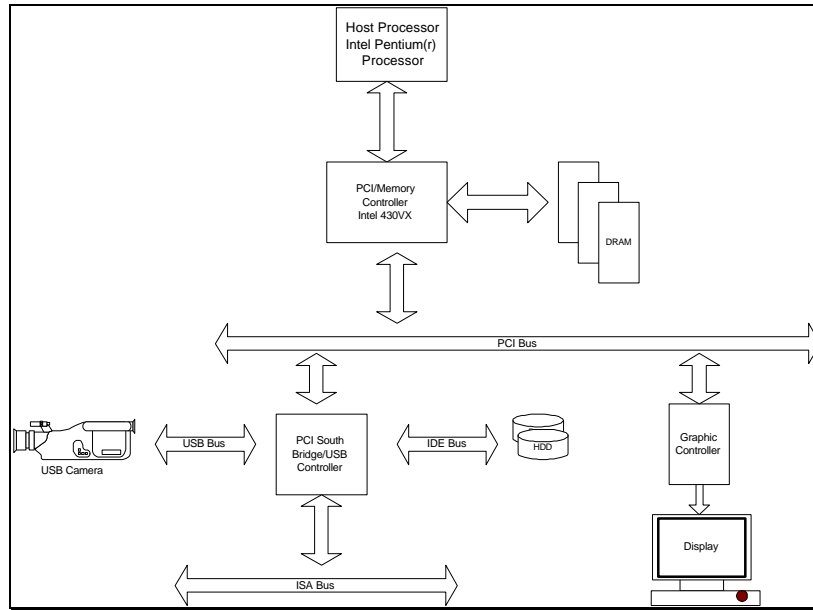 Host Processor
Intel Pentium(r)
Processor
PCI/Memory
Controller
Intel 430VX
DRAM
PCI Bus
USB Camera
USB Bus
PCI South
Bridge/USB
Controller
IDE Bus
HDD
Graphic
Controller
Display
ISA Bus